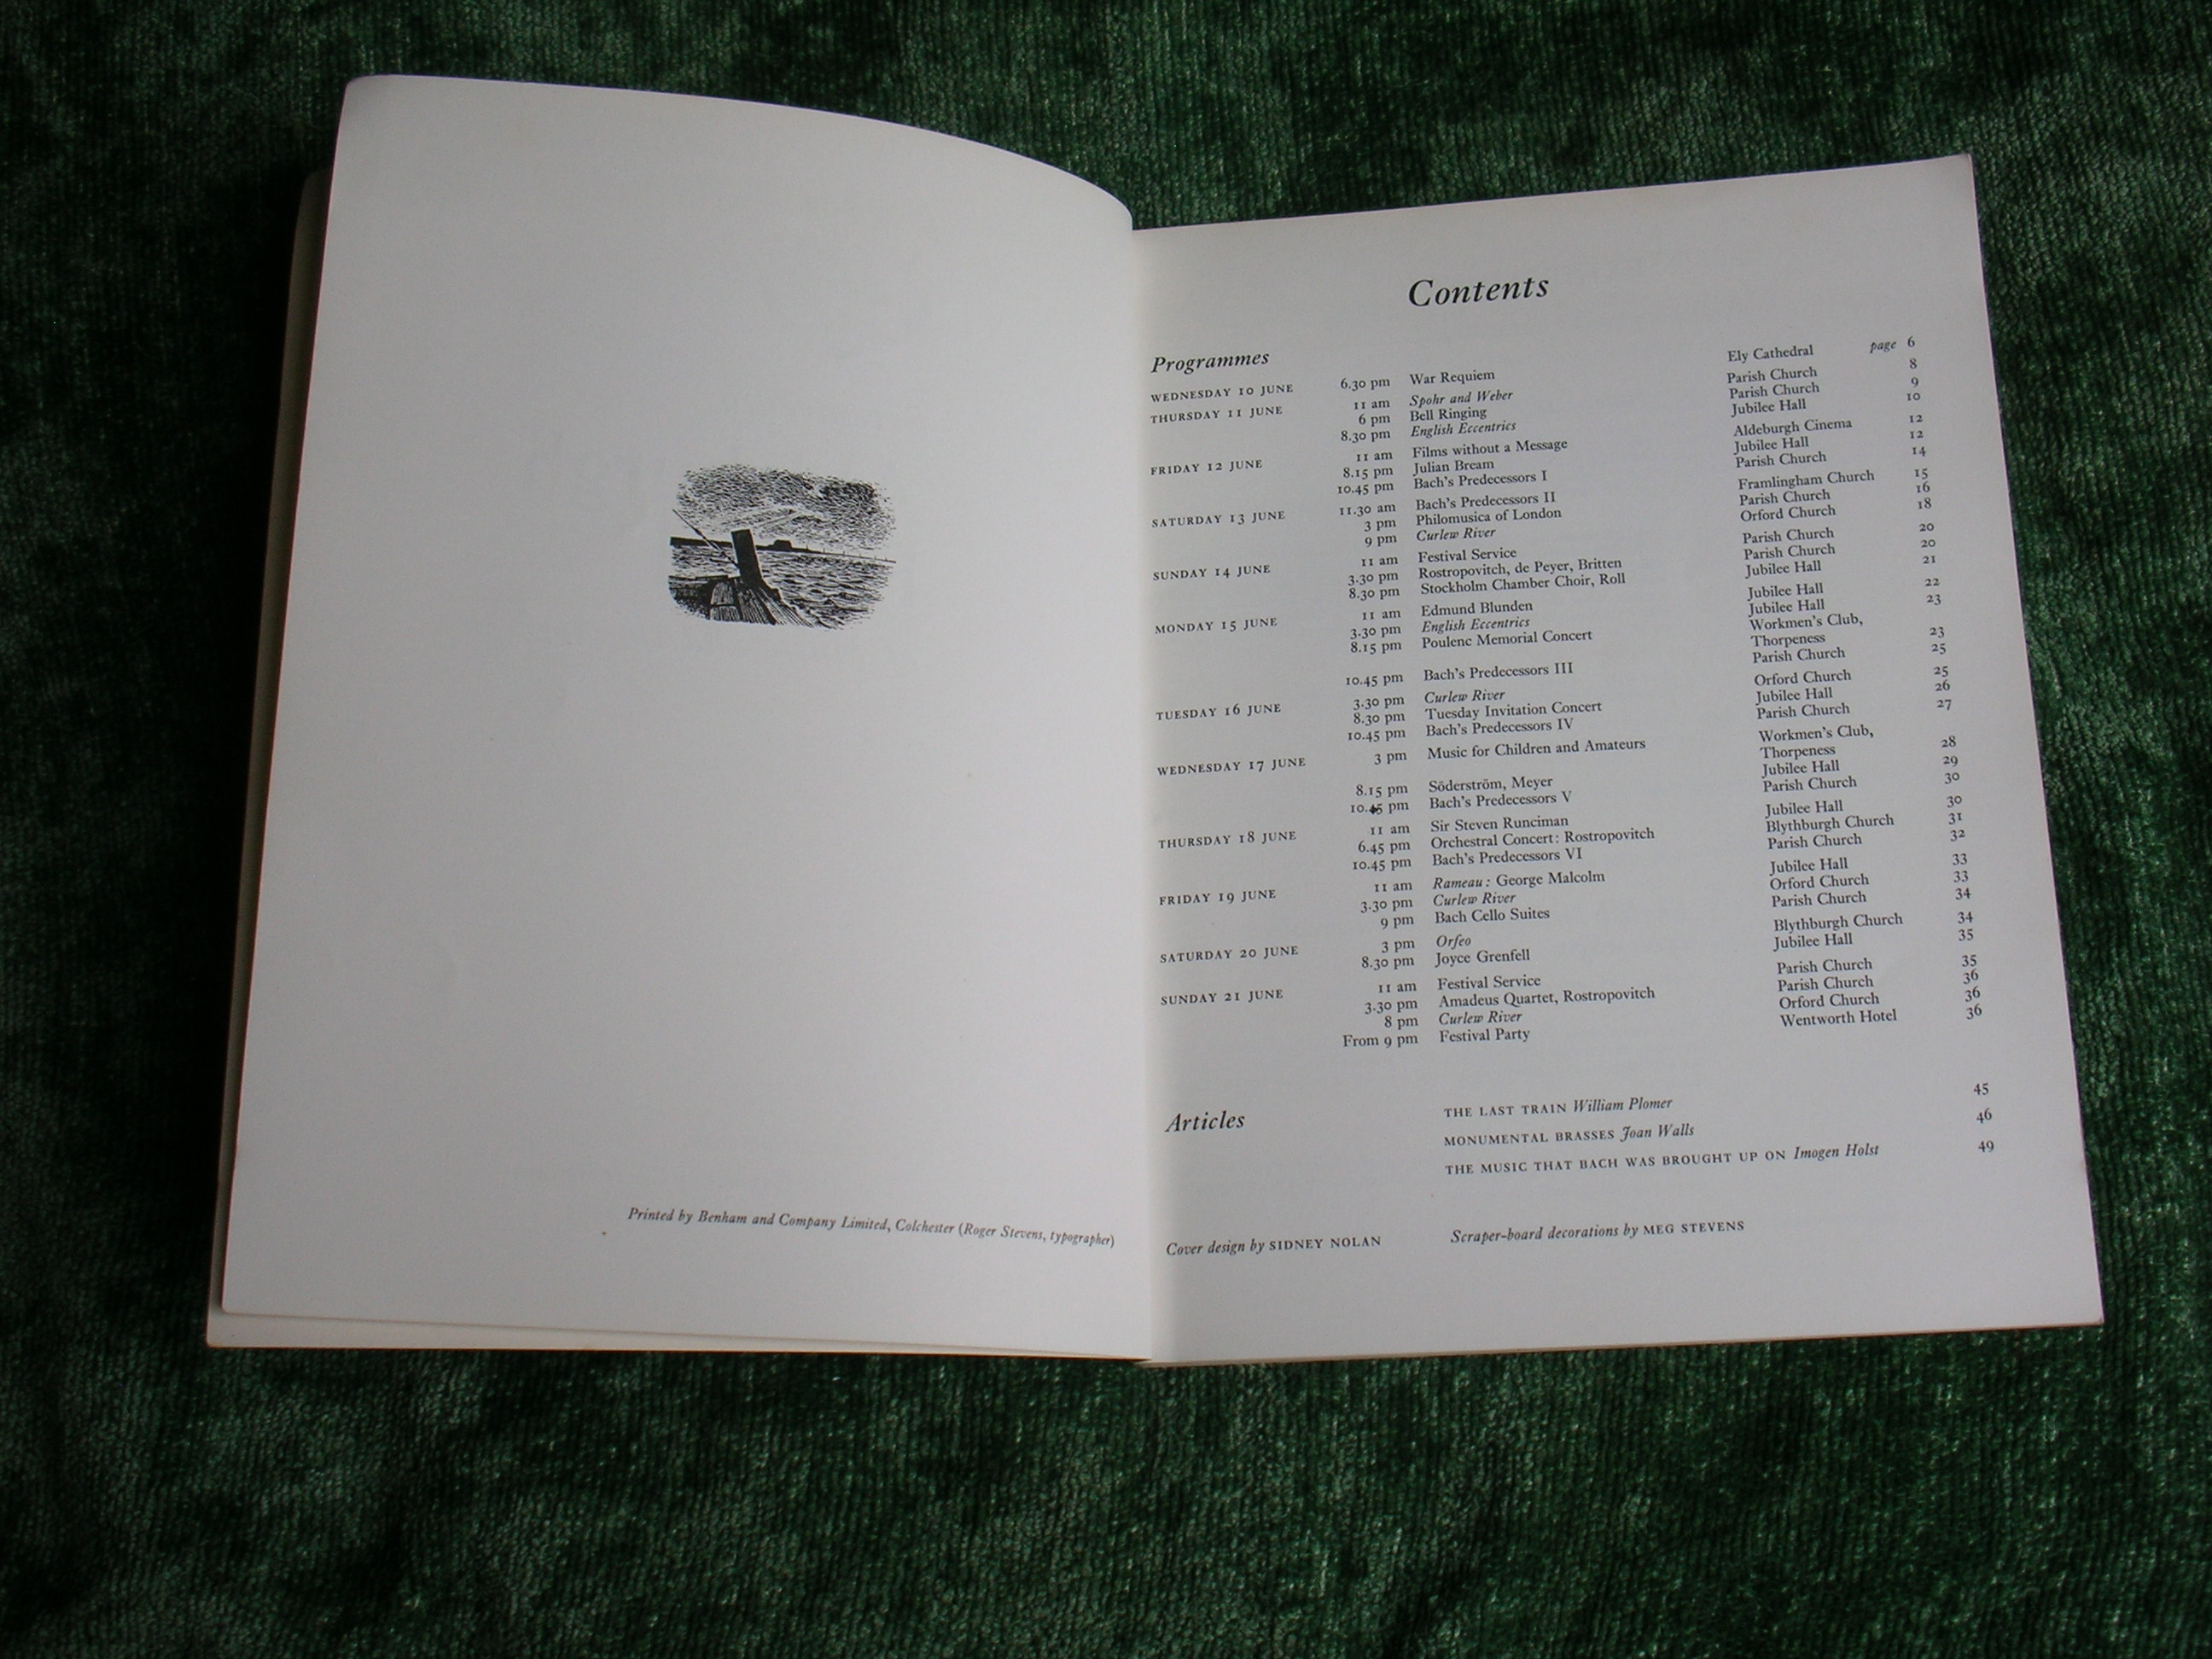 Printed by Benham and Company Limited, Colchester (Roger Stevens, typographer)
Contents
Programmes
WEDNESDAY 10 JUNE 6.30 pm War Requiem Ely Cathedral page 6
THURSDAY 11 JUNE 11 am Spohr and Weber Parish Church 8
6 pm Bell Ringing Parish Church 9
8.30 pm English Eccentrics Jubilee Hall 10
FRIDAY 12 JUNE 11 am Films without a Message Aldeburgh Cinema 12
8.15 pm Julian Bream Jubilee Hall 12
10.45 pm Bach's Predecessors I Parish Church 14
SATURDAY 13 JUNE 11.30 am Bach's Predecessors II Framlingham Church 15
3 pm Philomusica of London Parish Church 16
9 pm Curlew River Orford Church 18
SUNDAY 14 JUNE 11 am Festival Service Parish Church 20
3.30 pm Rostropovitch, de Peyer, Britten Parish Church 20
8.30 pm Stockholm Chamber Choir, Roll Jubilee Hall 21
MONDAY 15 JUNE 11 am Edmund Blunden Jubilee Hall 22
3.30 pm English Eccentrics Jubilee Hall 23
8.15 pm Poulenc Memorial Concert Workmen's Club,
Thorpeness 23
10.45 pm Bach's Predecessors III Parish Church 25
TUESDAY 16 JUNE 3.30 pm Curlew River Orford Church 25
8.30 pm Tuesday Invitation Concert Jubilee Hall 26
10.45 pm Bach's Predecessors IV Parish Church 27
WEDNESDAY 17 JUNE 3 pm Music for Children and Amateurs Workmen's Club,
Thorpeness 28
8.15 pm Söderström, Meyer Jubilee Hall 29
10.45 pm Bach's Predecessors V Parish Church 30
THURSDAY 18 JUNE 11 am Sir Steven Runciman Jubilee Hall 30
6.45 pm Orchestral Concert: Rostropovitch Blythburgh Church 31
10.45 pm Bach's Predecessors VI Parish Church 32
FRIDAY 19 JUNE 11 am Rameau: George Malcolm Jubilee Hall 33
3.30 pm Curlew River Orford Church 33
9 pm Bach Cello Suites Parish Church 34
SATURDAY 20 JUNE 3 pm Orfeo Blythburgh Church 34
8.30 pm Joyce Grenfell Jubilee Hall 35
SUNDAY 21 JUNE 11 am Festival Service Parish Church 35
3.30 pm Amadeus Quartet, Rostropovitch Parish Church 36
8 pm Curlew River Orford Church 36
From 9 pm Festival Party Wentworth Hotel 36
Articles
THE LAST TRAIN William Plomer 45
MONUMENTAL BRASSES Joan Walls 46
THE MUSIC THAT BACH WAS BROUGHT UP ON Imogen Holst 49
Cover design by SIDNEY NOLAN Scraper-board decorations by MEG STEVENS